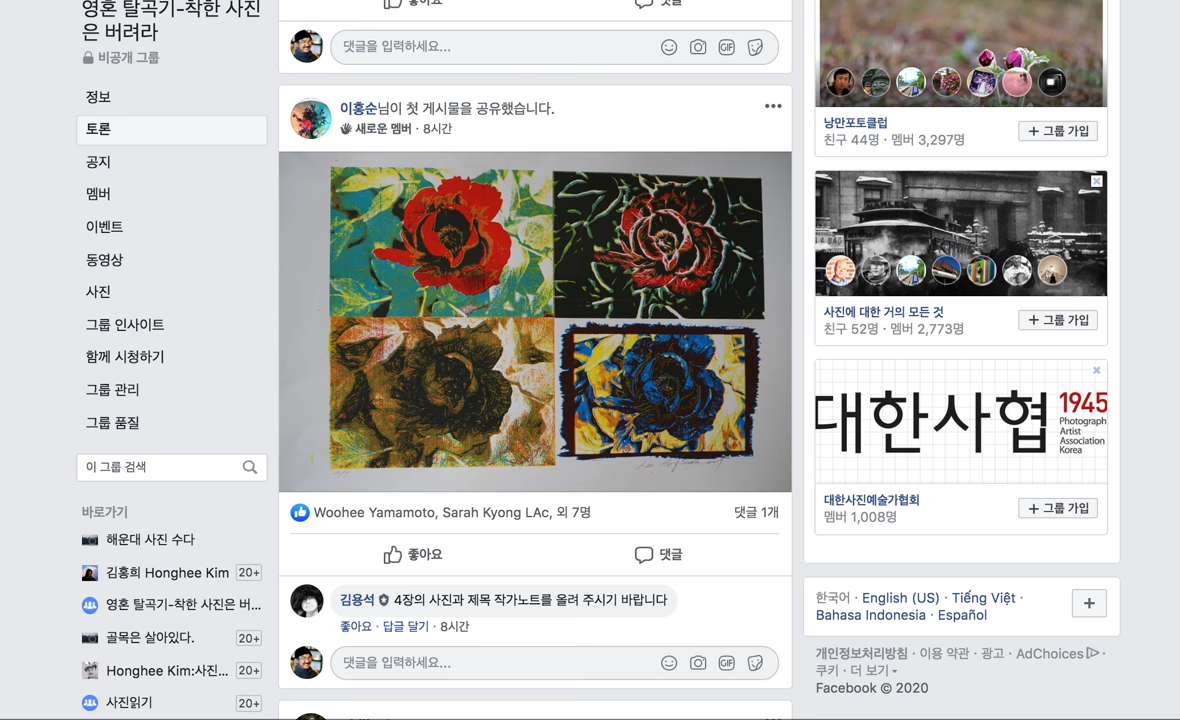 영혼 탈곡기-착한 사진
은 버려라
비공개 그룹
정보
토론
공지
멤버
이벤트
동영상
사진
그룹 인사이트
함께 시청하기
그룹 관리
그룹 품질
이 그룹 검색
바로가기
해운대 사진 수다
김홍희 Honghee Kim 20+
영혼 탈곡기-착한 사진은 버...
골목은 살아있다. 20+
Honghee Kim:사진... 20+
사진읽기 20+
좋아요 댓글
댓글을 입력하세요... GIF
이홍순님이 첫 게시물을 공유했습니다.
새로운 멤버 · 8시간
Woohee Yamamoto, Sarah Kyong LAc, 외 7명 댓글 1개
좋아요 댓글
김용석 4장의 사진과 제목 작가노트를 올려 주시기 바랍니다
좋아요 · 답글 달기 · 8시간
댓글을 입력하세요... GIF
낭만포토클럽
친구 44명 · 멤버 3,297명
+ 그룹 가입
사진에 대한 거의 모든 것
친구 52명 · 멤버 2,773명
+ 그룹 가입
대한사협 1945
Photograph
Artist
Association
Korea
대한사진예술가협회
멤버 1,008명
+ 그룹 가입
한국어 · English (US) · Tiếng Việt ·
Bahasa Indonesia · Español
개인정보처리방침 · 이용 약관 · 광고 · AdChoices ·
쿠키 · 더 보기
Facebook © 2020